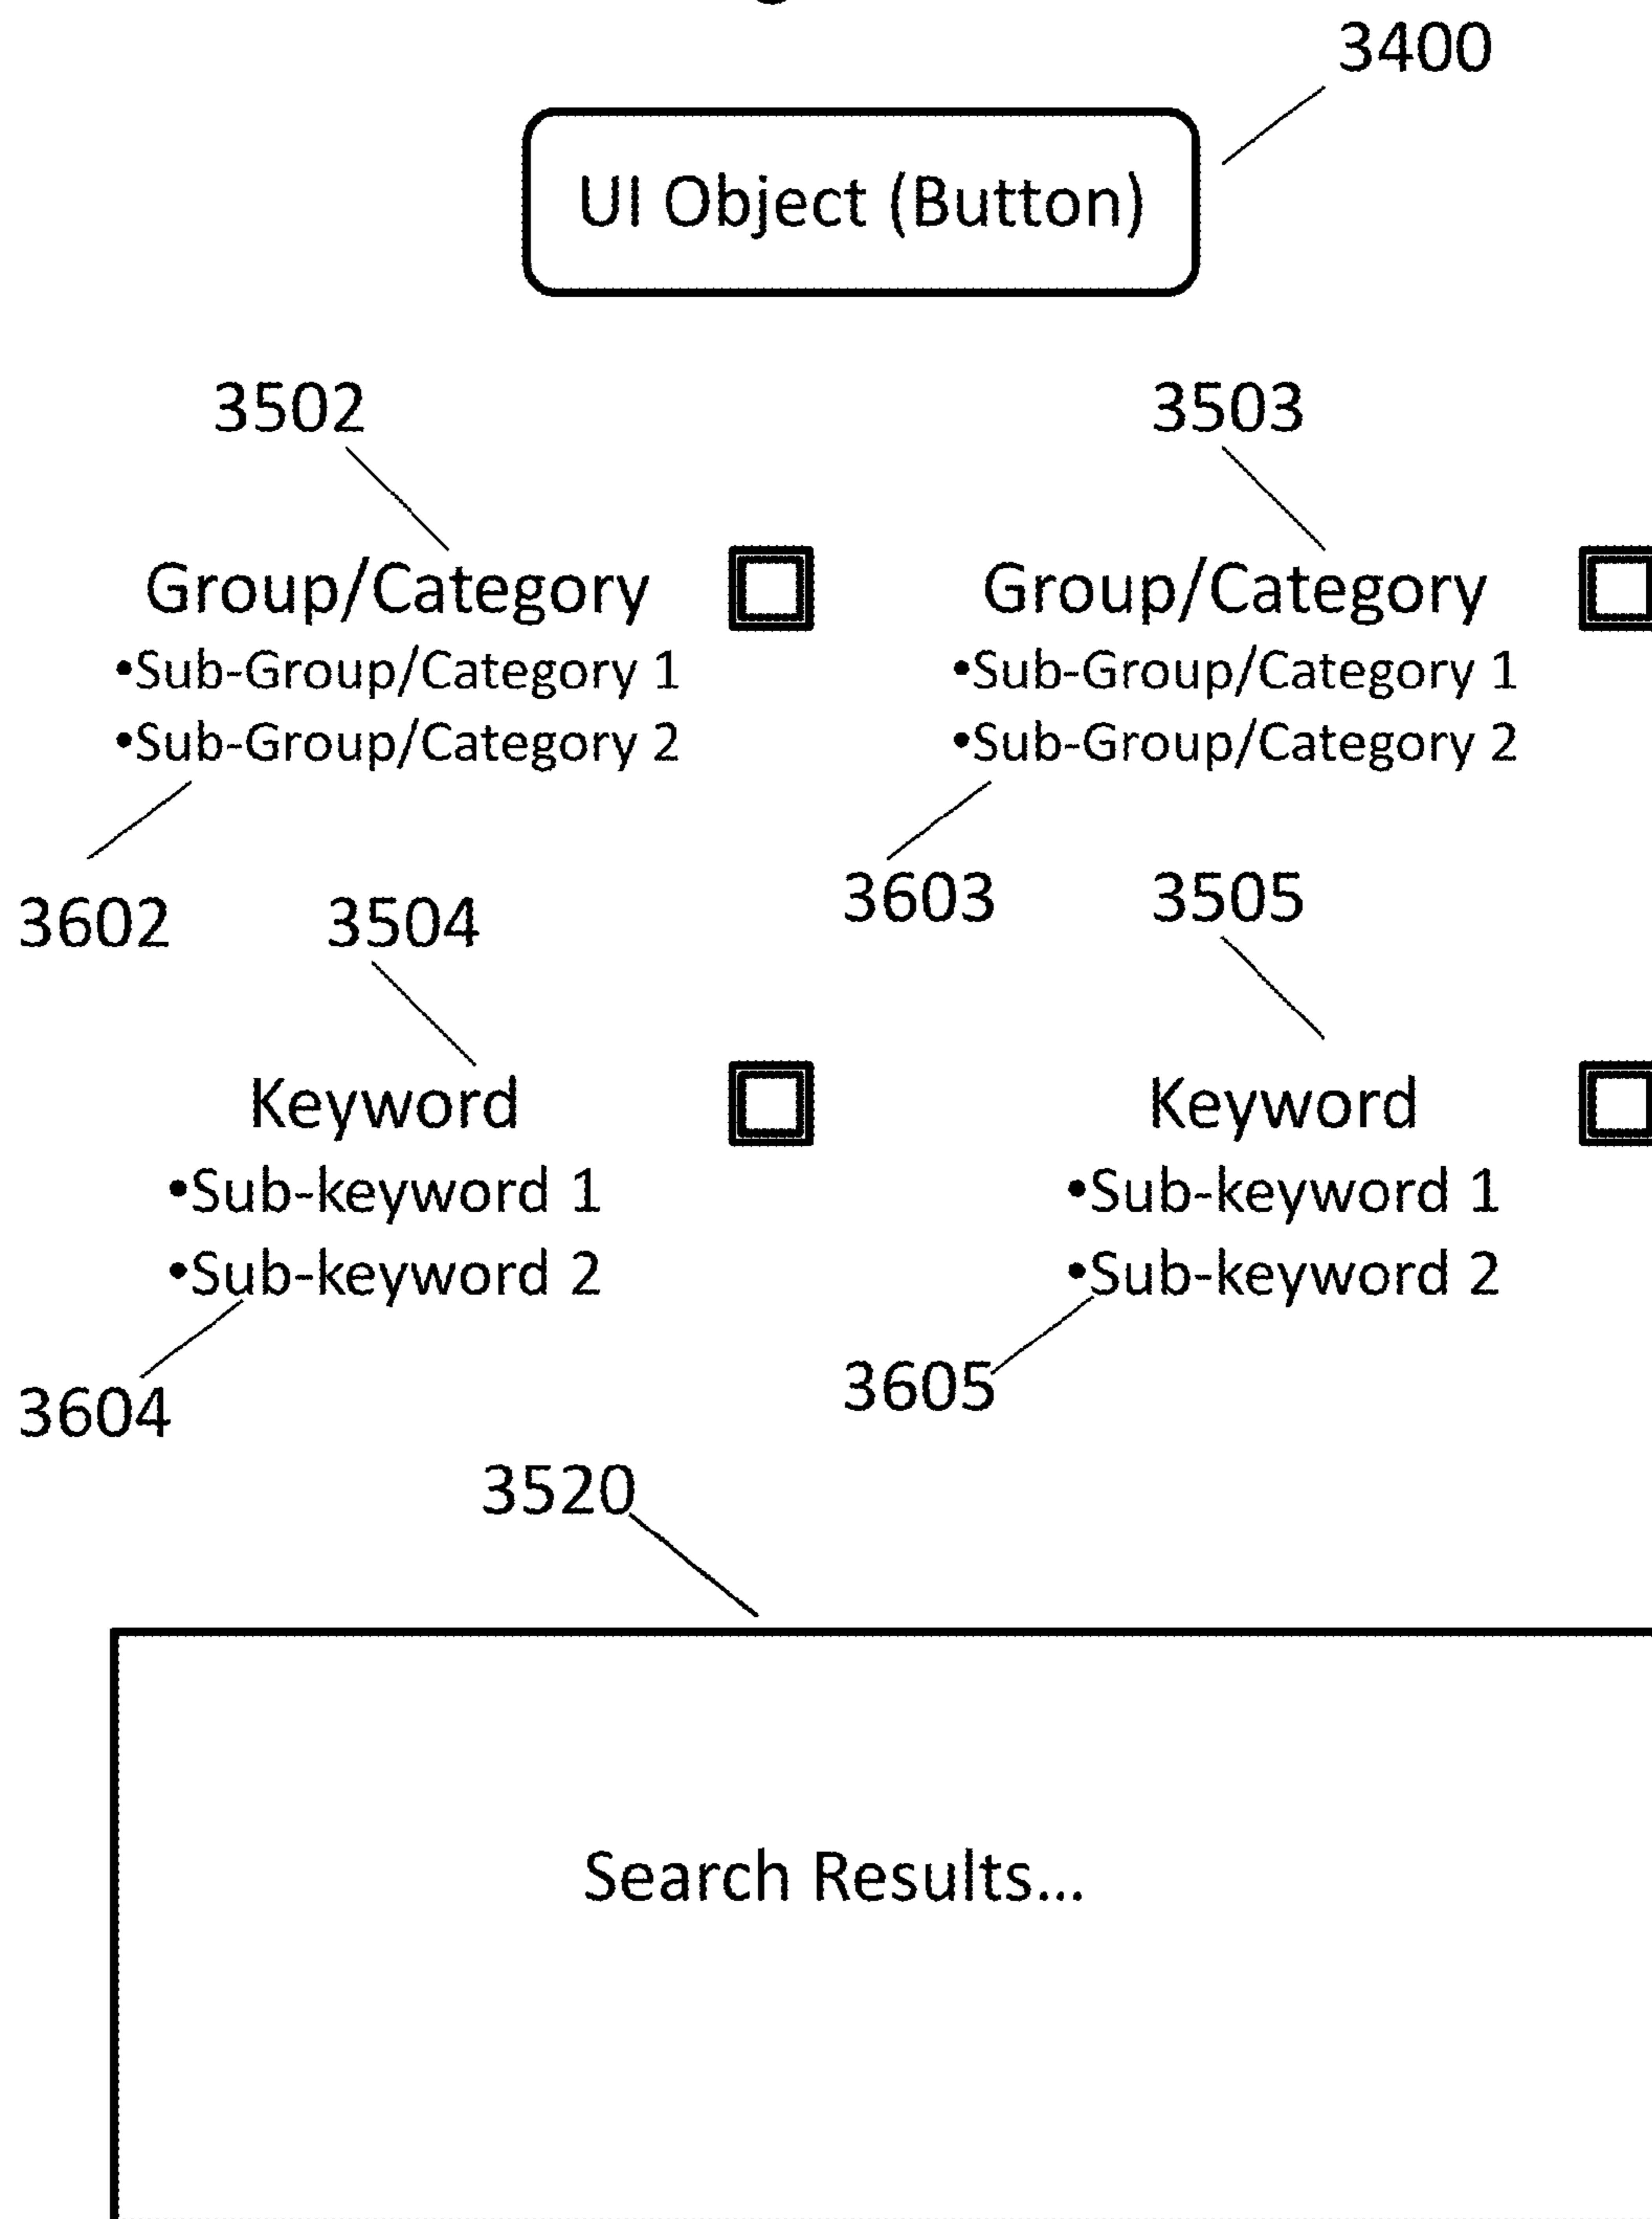 3400
UI Object (Button)
3502 3503
Group/Category Group/Category
•Sub-Group/Category 1 •Sub-Group/Category 1
•Sub-Group/Category 2 •Sub-Group/Category 2
3602 3504 3603 3505
Keyword Keyword
•Sub-keyword 1 •Sub-keyword 1
•Sub-keyword 2 •Sub-keyword 2
3604 3605
3520
Search Results...